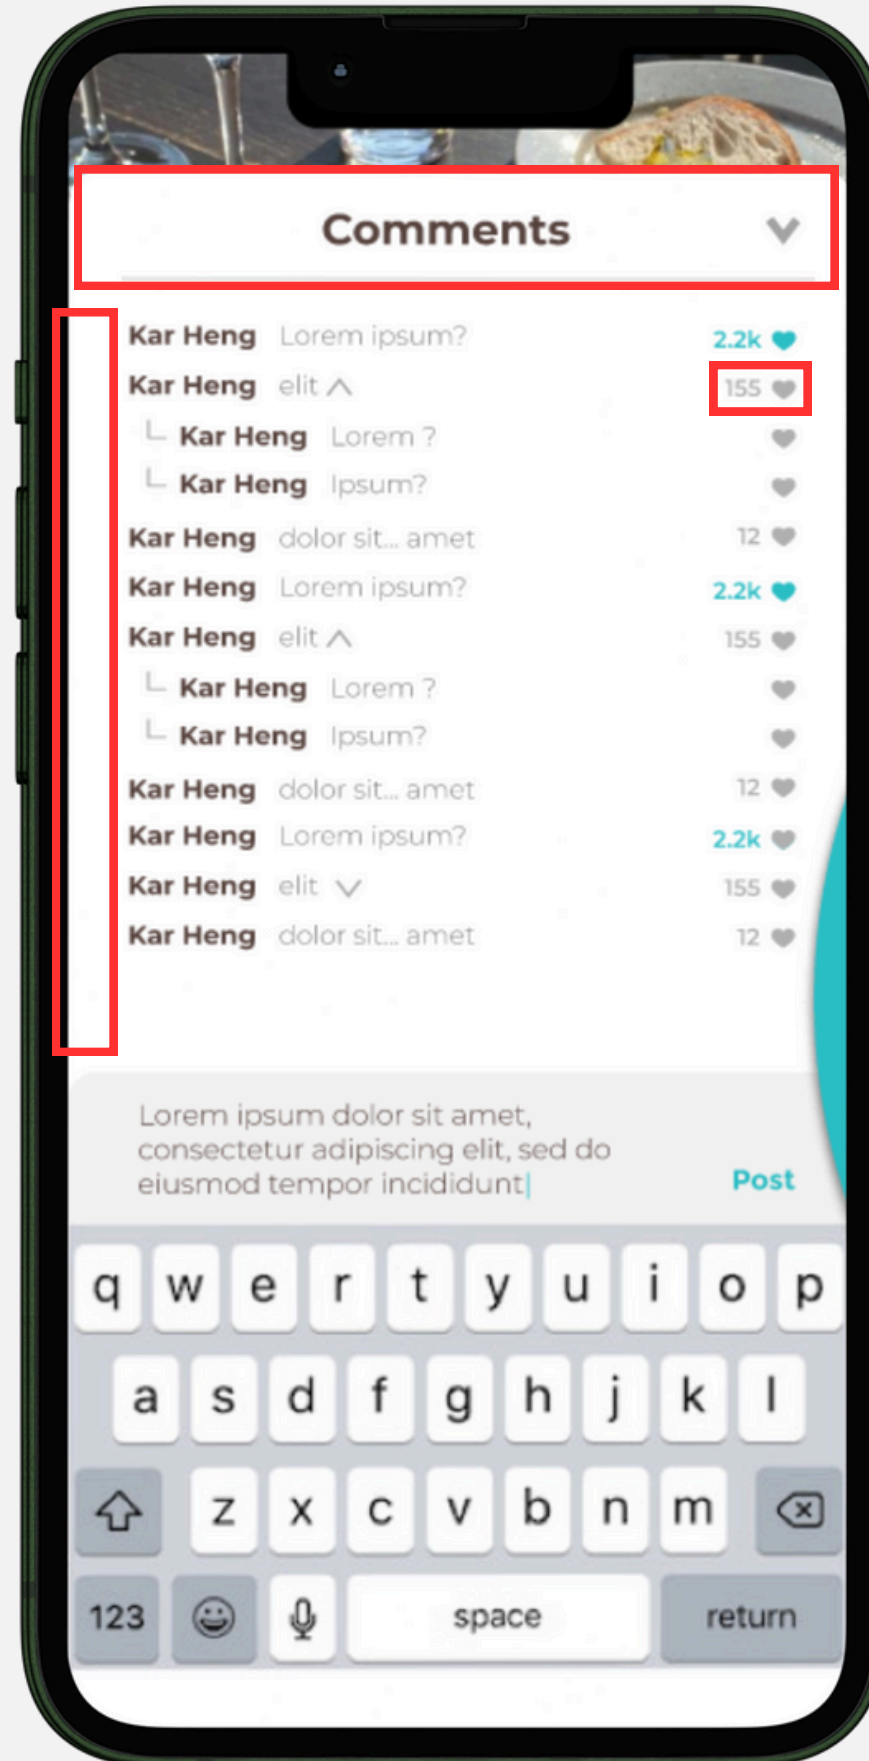 Comments
Kar Heng Lorem ipsum? 2.2k
Kar Heng elit 155
Kar Heng Lorem ?
Kar Heng Ipsum?
Kar Heng dolor sit... amet 12
Kar Heng Lorem ipsum? 2.2k
Kar Heng elit 155
Kar Heng Lorem ?
Kar Heng Ipsum?
Kar Heng dolor sit... amet 12
Kar Heng Lorem ipsum? 2.2k
Kar Heng elit 155
Kar Heng dolor sit... amet 12
Lorem ipsum dolor sit amet,
consectetur adipiscing elit, sed do
eiusmod tempor incididunt
Post
q w e r t y u i o p
a s d f g h j k l
z x c v b n m
123 space return